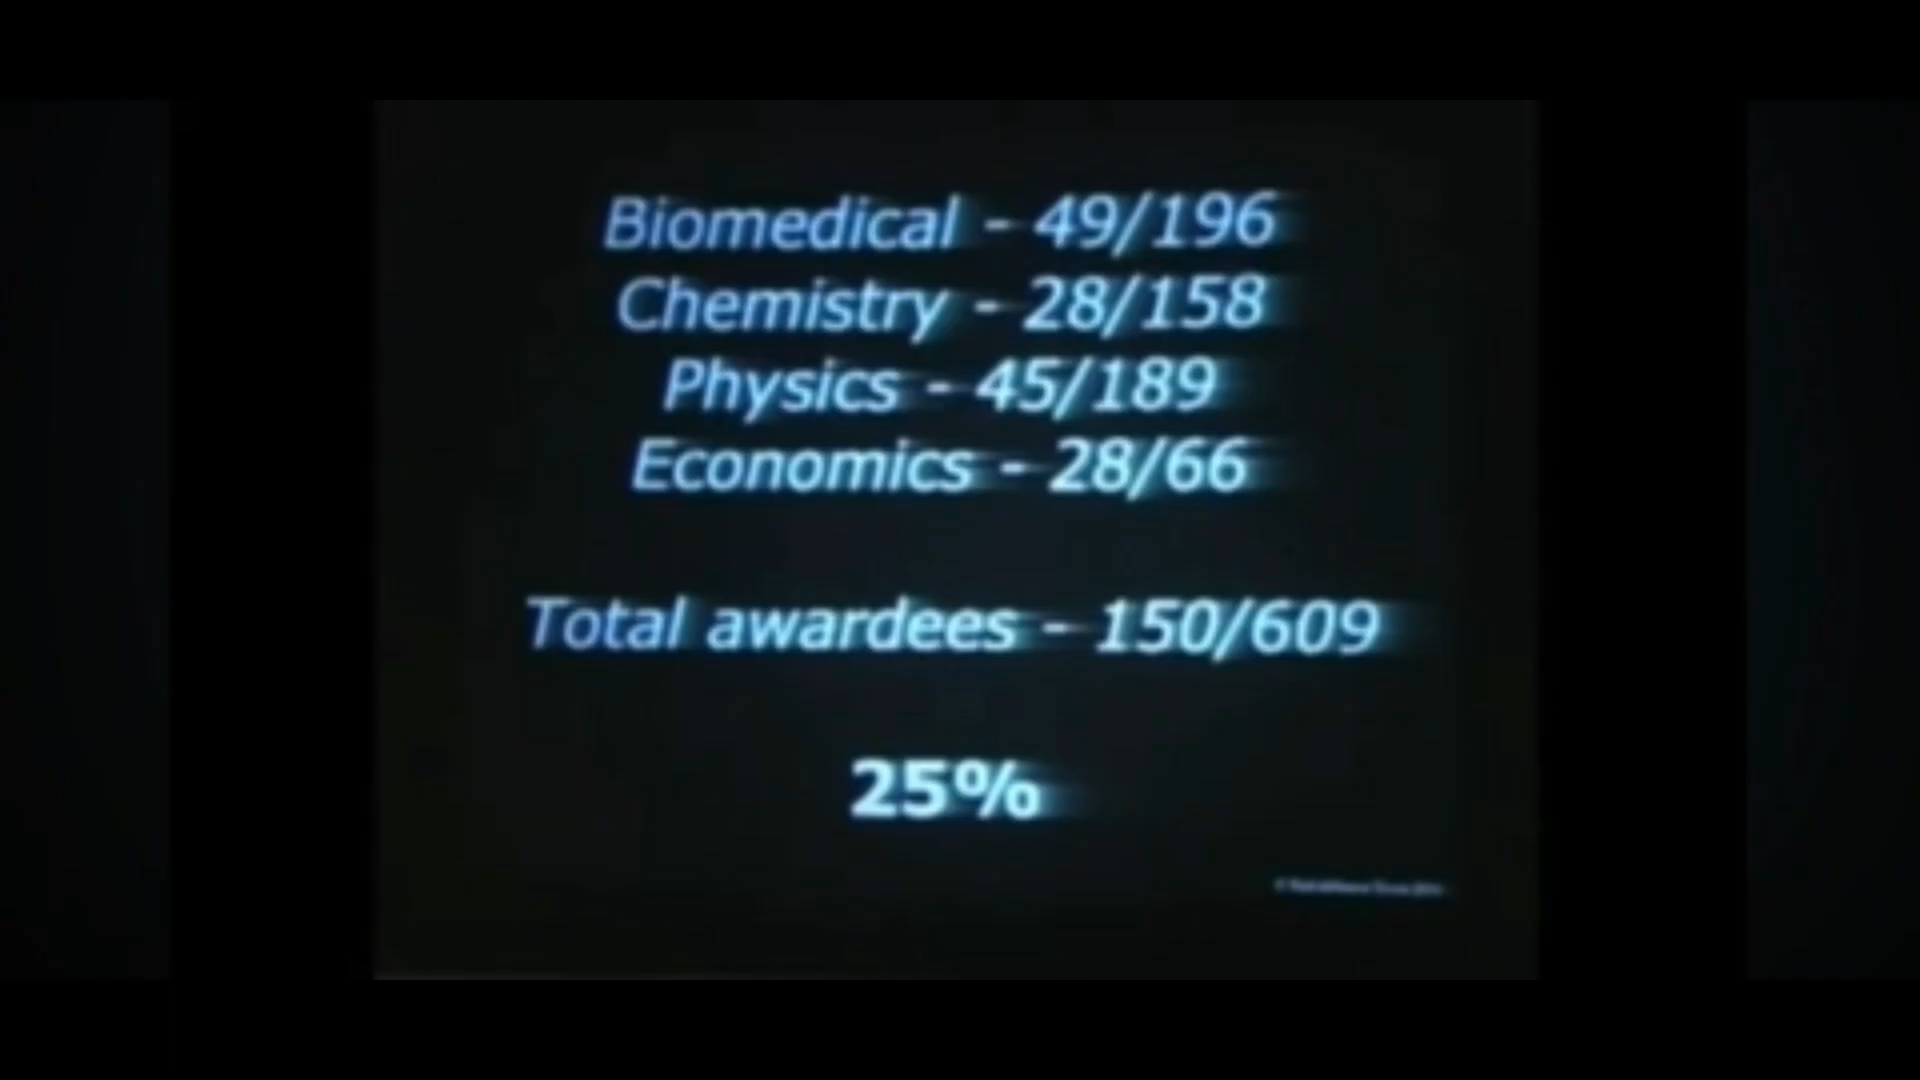 Biomedical - 49/196
Chemistry - 28/158
Physics - 45/189
Economics - 28/66
Total awardees - 150/609
25%